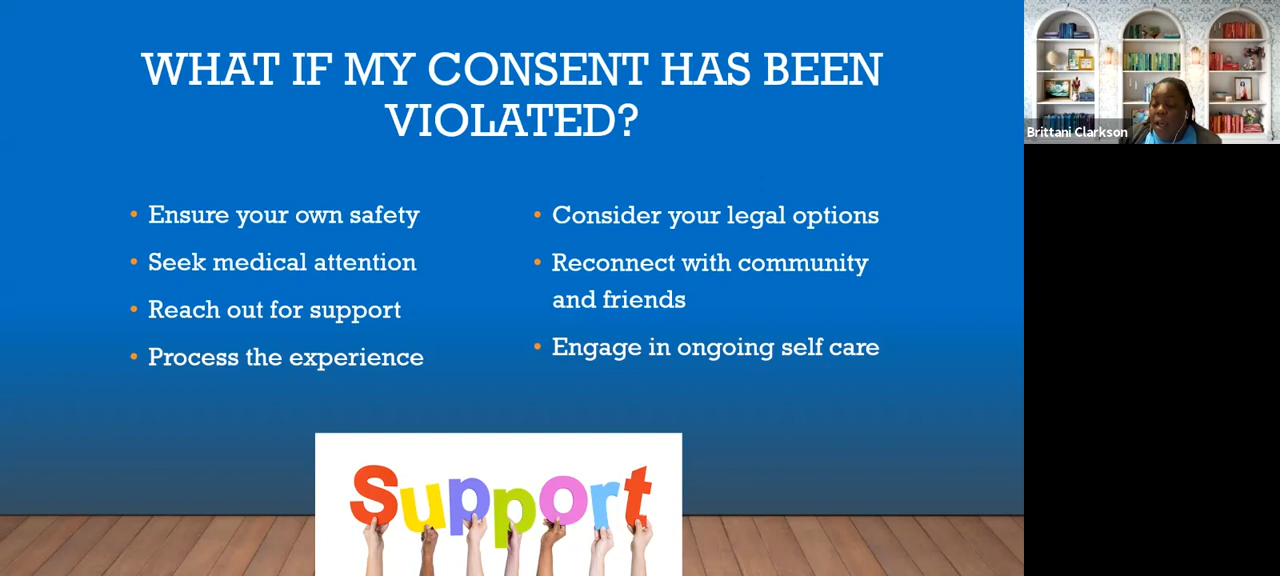 WHAT IF MY CONSENT HAS BEEN
VIOLATED?
• Ensure your own safety
• Seek medical attention
• Reach out for support
• Process the experience
• Consider your legal options
• Reconnect with community
and friends
• Engage in ongoing self care
Support
Brittani Clarkson